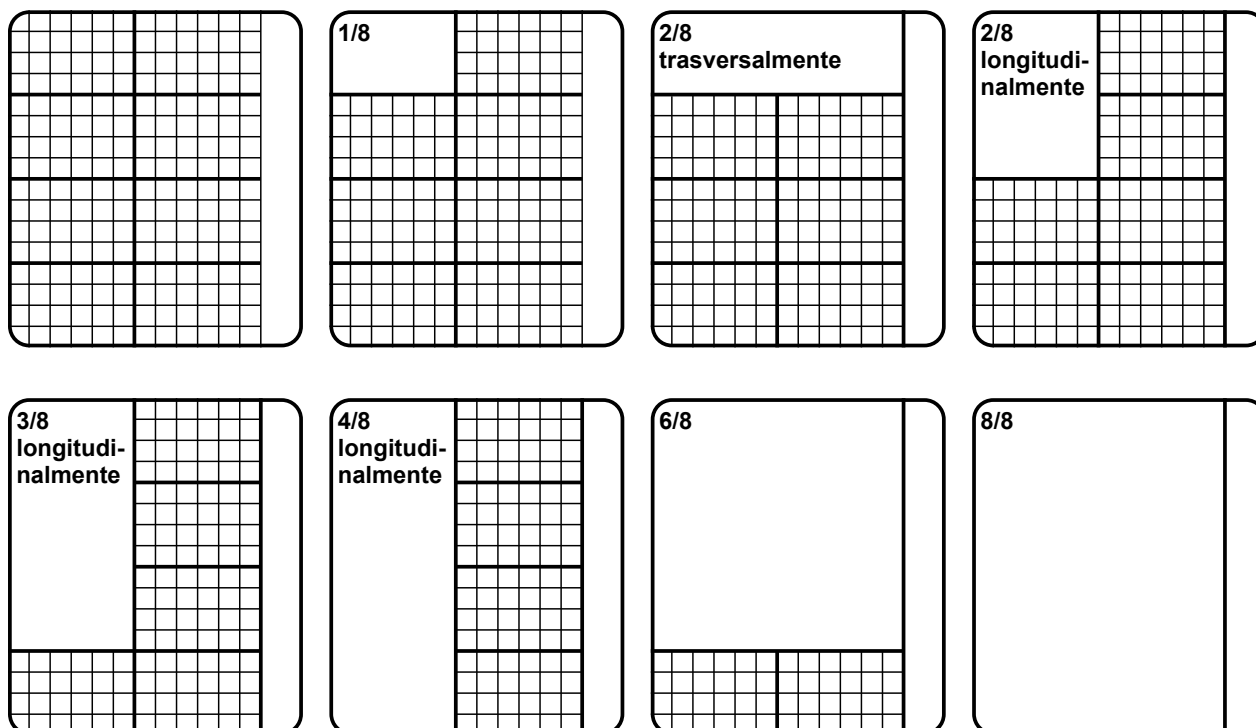 1/8
2/8
trasversalmente
2/8
longitudi-
nalmente
3/8
longitudi-
nalmente
4/8
longitudi-
nalmente
6/8
8/8